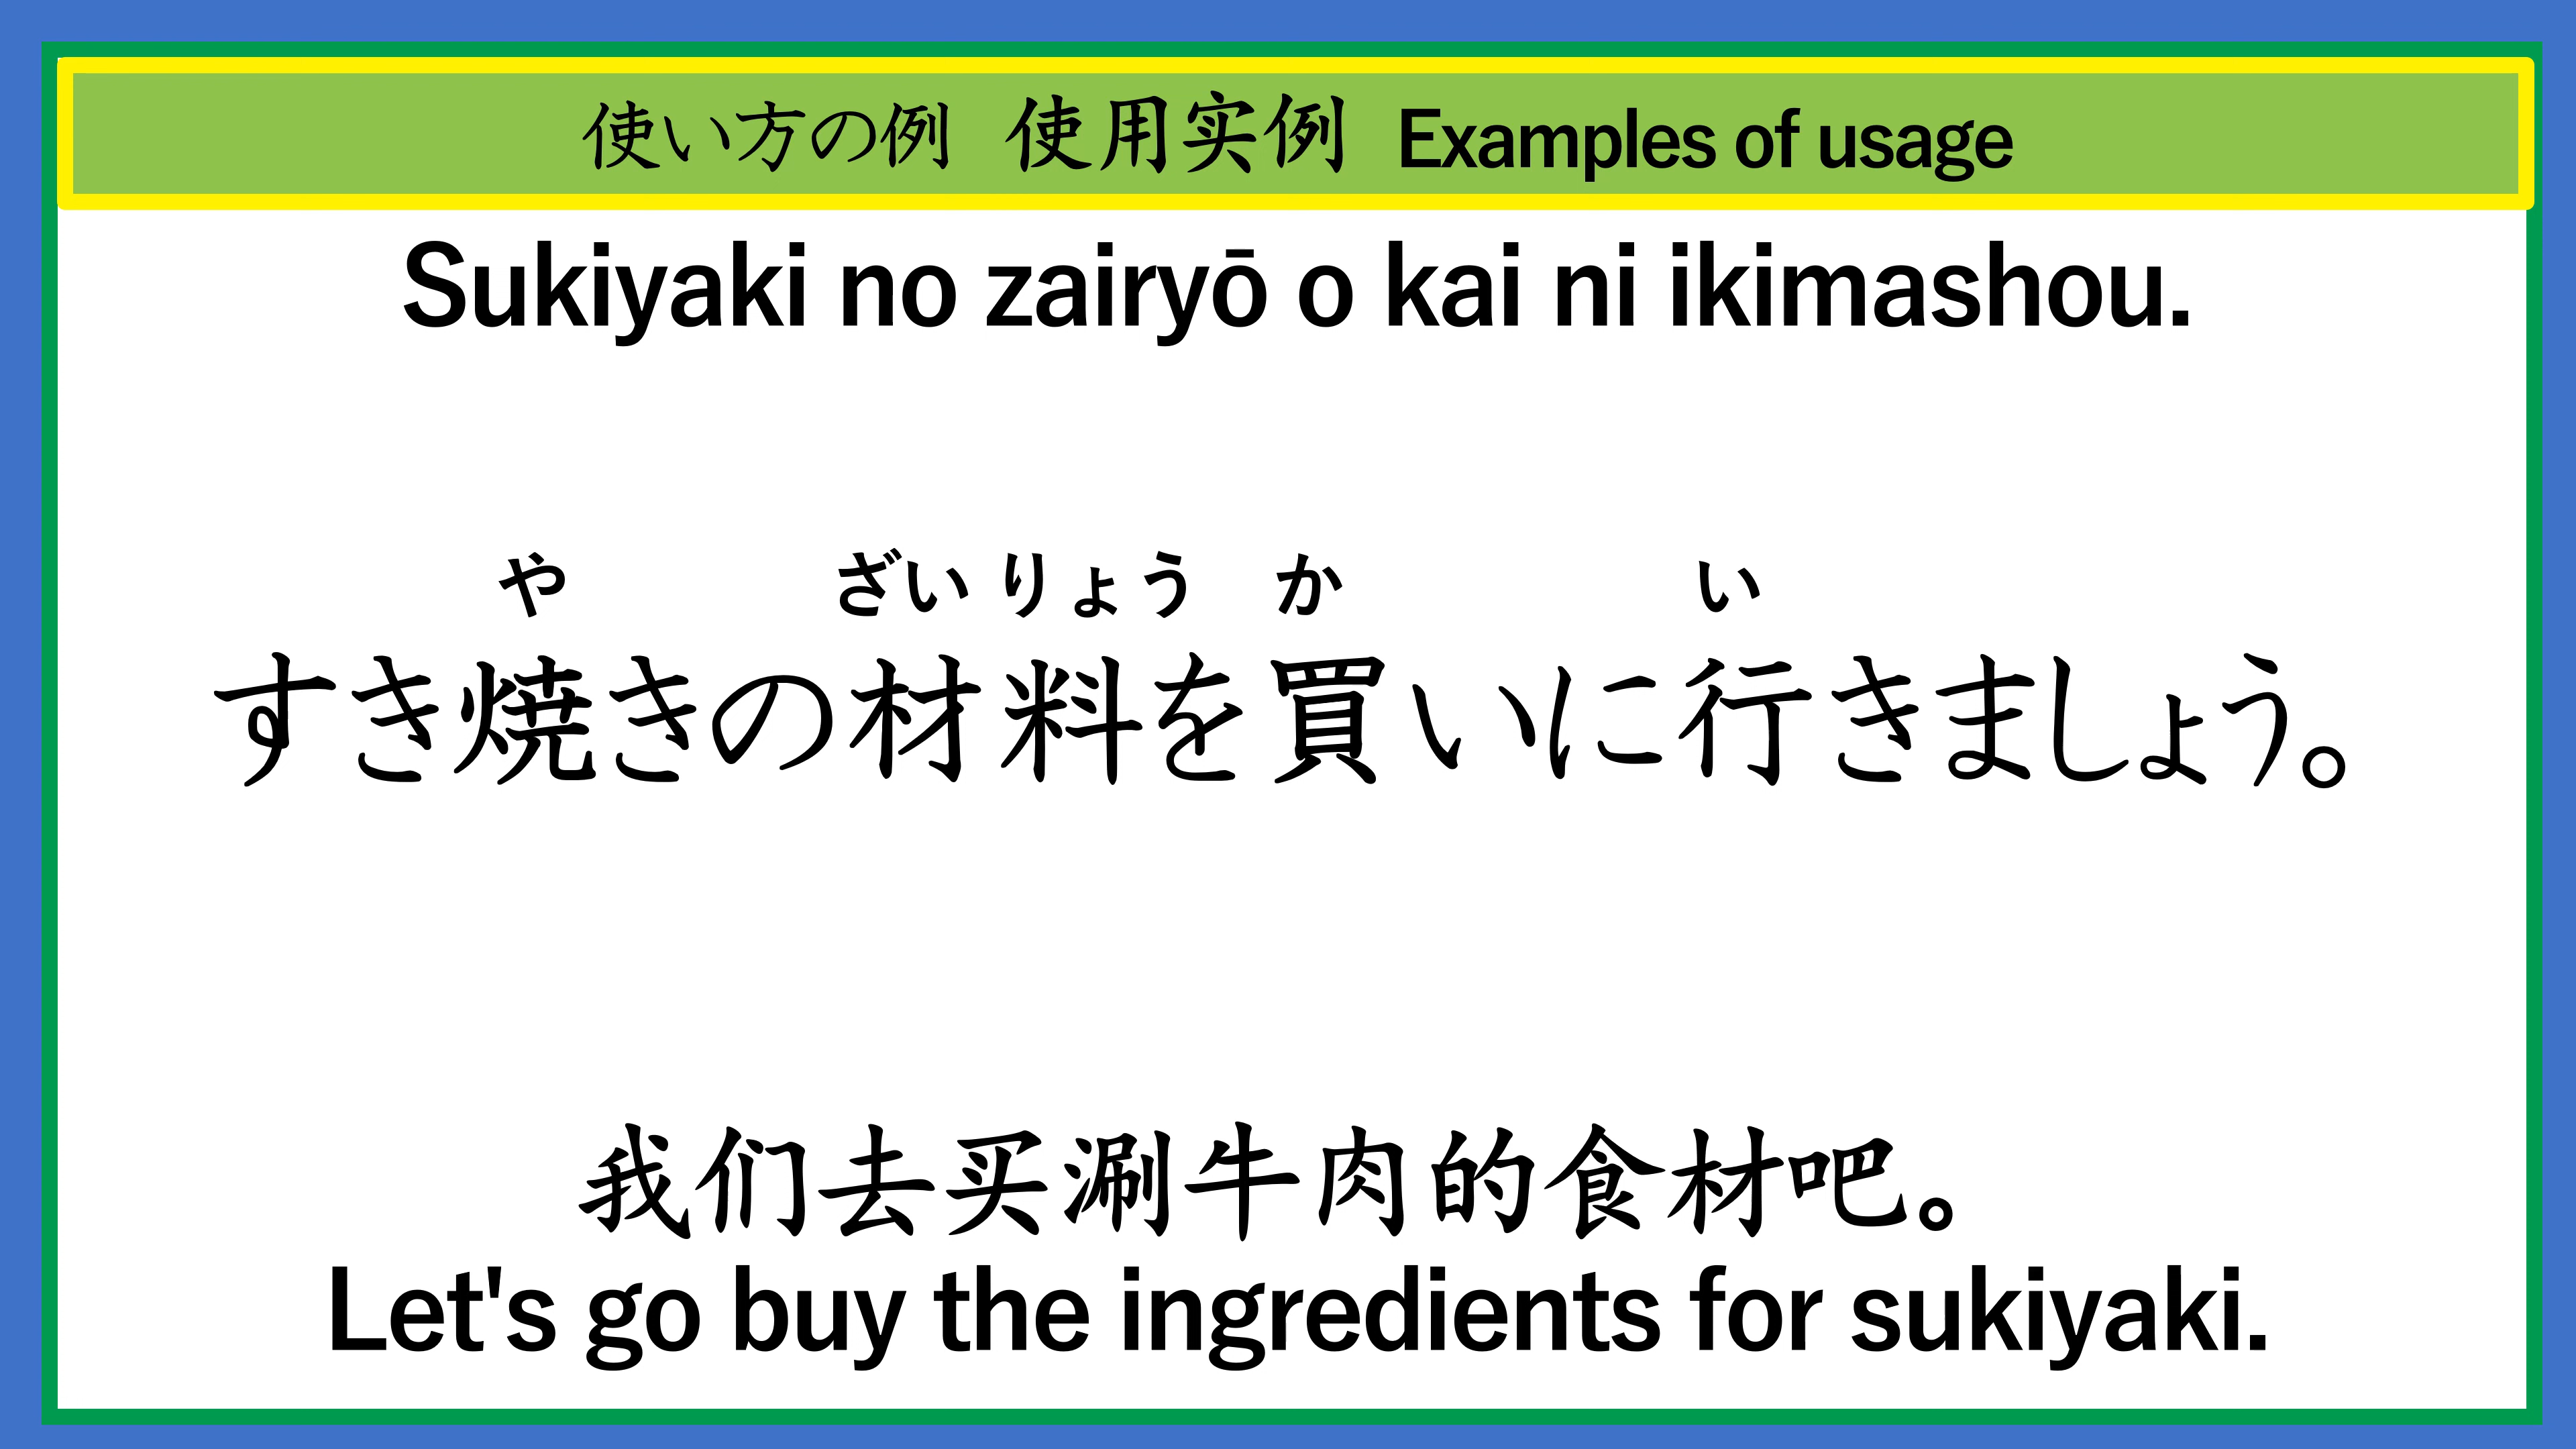 使い方の例 使用实例 Examples of usage
Sukiyaki no zairyō o kai ni ikimashou.
や ざい りょう か い
すき焼きの材料を買いに行きましょう。
我们去买涮牛肉的食材吧。
Let's go buy the ingredients for sukiyaki.